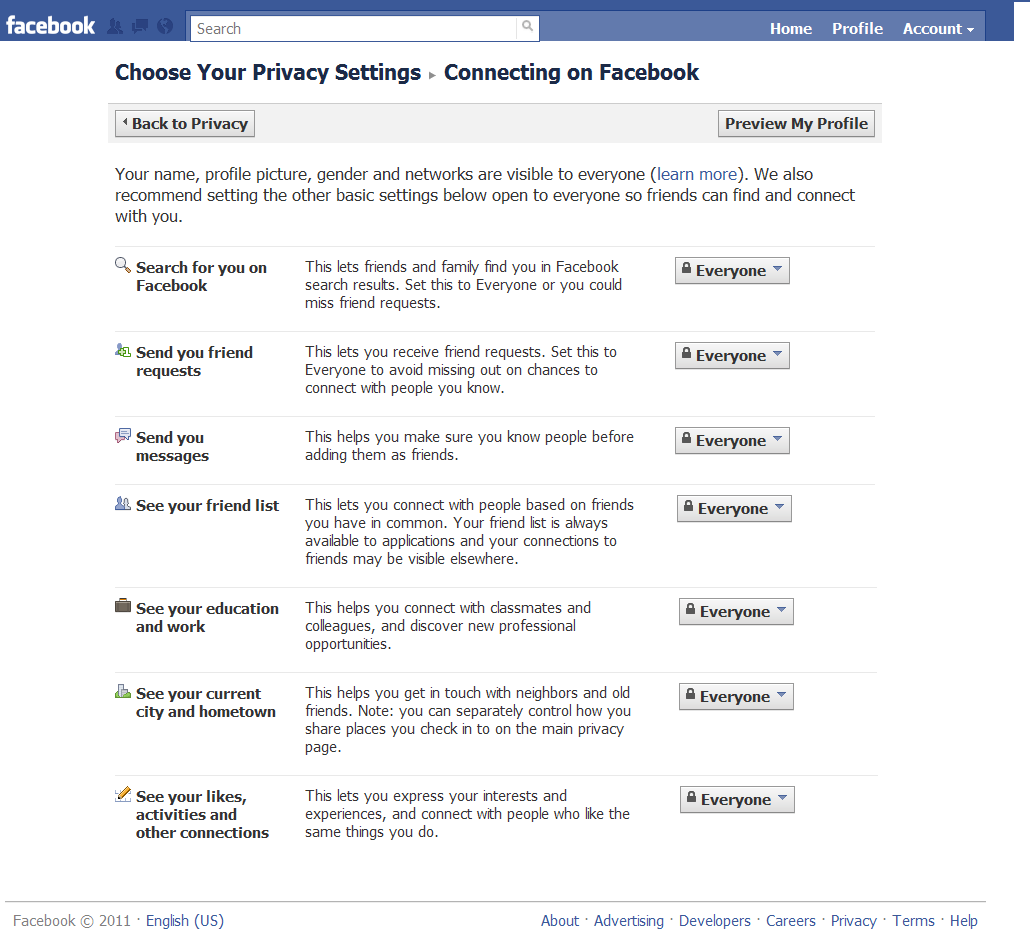 facebook
Search
Home Profile Account
Choose Your Privacy Settings ▸ Connecting on Facebook
Back to Privacy
Preview My Profile
Your name, profile picture, gender and networks are visible to everyone (learn more). We also
recommend setting the other basic settings below open to everyone so friends can find and connect
with you.
Search for you on
Facebook
This lets friends and family find you in Facebook
search results. Set this to Everyone or you could
miss friend requests.
Everyone
Send you friend
requests
This lets you receive friend requests. Set this to
Everyone to avoid missing out on chances to
connect with people you know.
Everyone
Send you
messages
This helps you make sure you know people before
adding them as friends.
Everyone
See your friend list
This lets you connect with people based on friends
you have in common. Your friend list is always
available to applications and your connections to
friends may be visible elsewhere.
Everyone
See your education
and work
This helps you connect with classmates and
colleagues, and discover new professional
opportunities.
Everyone
See your current
city and hometown
This helps you get in touch with neighbors and old
friends. Note: you can separately control how you
share places you check in to on the main privacy
page.
Everyone
See your likes,
activities and
other connections
This lets you express your interests and
experiences, and connect with people who like the
same things you do.
Everyone
Facebook © 2011 · English (US)
About · Advertising · Developers · Careers · Privacy · Terms · Help